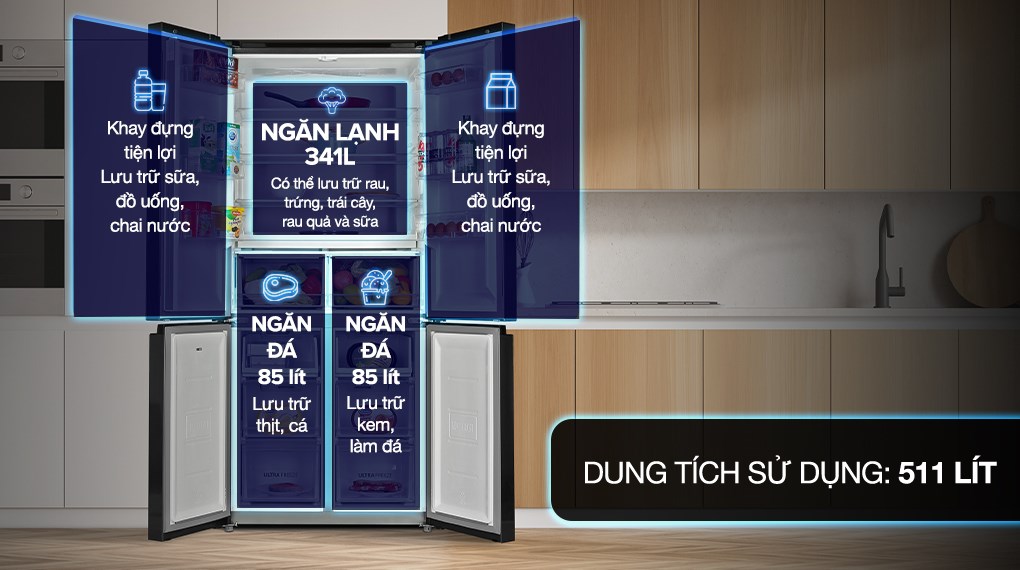 Khay đựng
tiện lợi
Lưu trữ sữa,
đồ uống,
chai nước
NGĂN LẠNH
341L
Có thể lưu trữ rau,
trứng, trái cây,
rau quả và sữa
Khay đựng
tiện lợi
Lưu trữ sữa,
đồ uống,
chai nước
NGĂN
ĐÁ
85 lít
Lưu trữ
thịt, cá
NGĂN
ĐÁ
85 lít
Lưu trữ
kem,
làm đá
DUNG TÍCH SỬ DỤNG: 511 LÍT